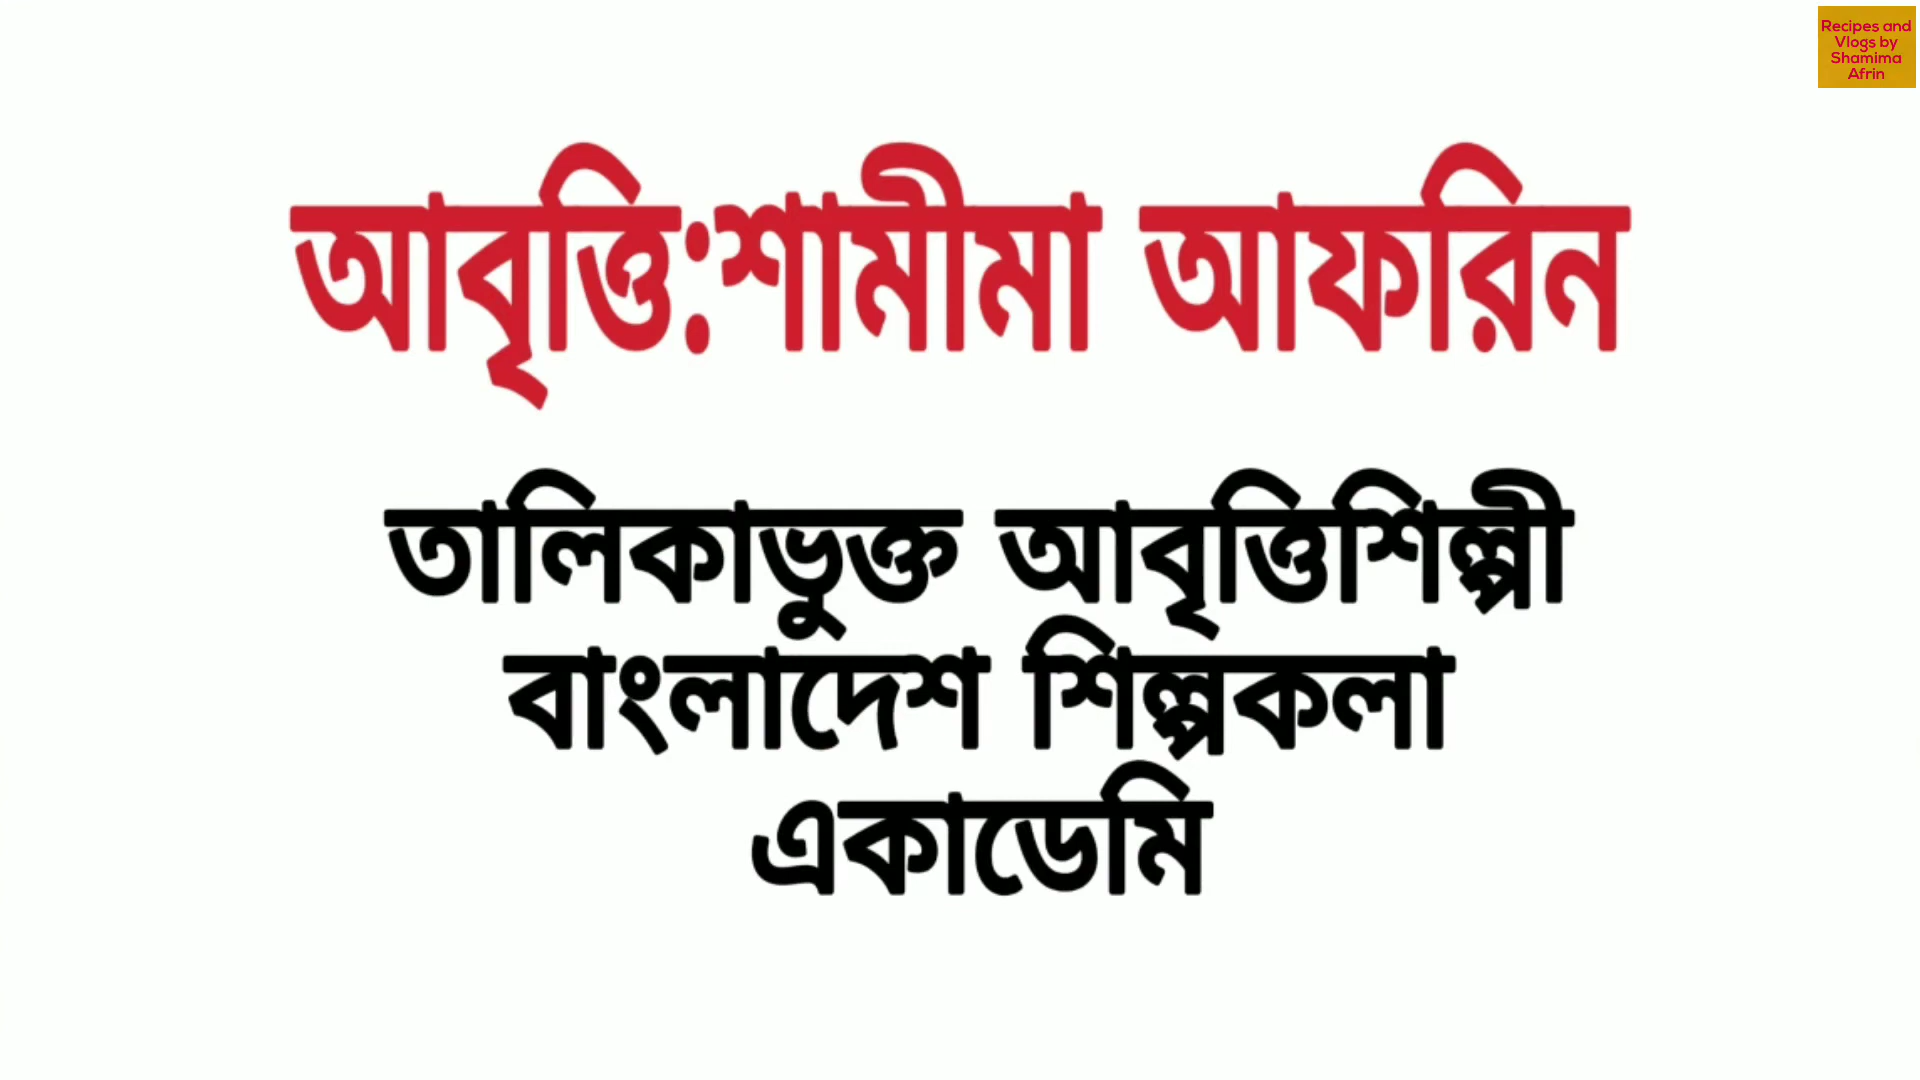 Recipes and
Vlogs by
Shamima
Afrin
আবৃত্তি:শামীমা আফরিন
তালিকাভুক্ত আবৃত্তিশিল্পী
বাংলাদেশ শিল্পকলা
একাডেমি